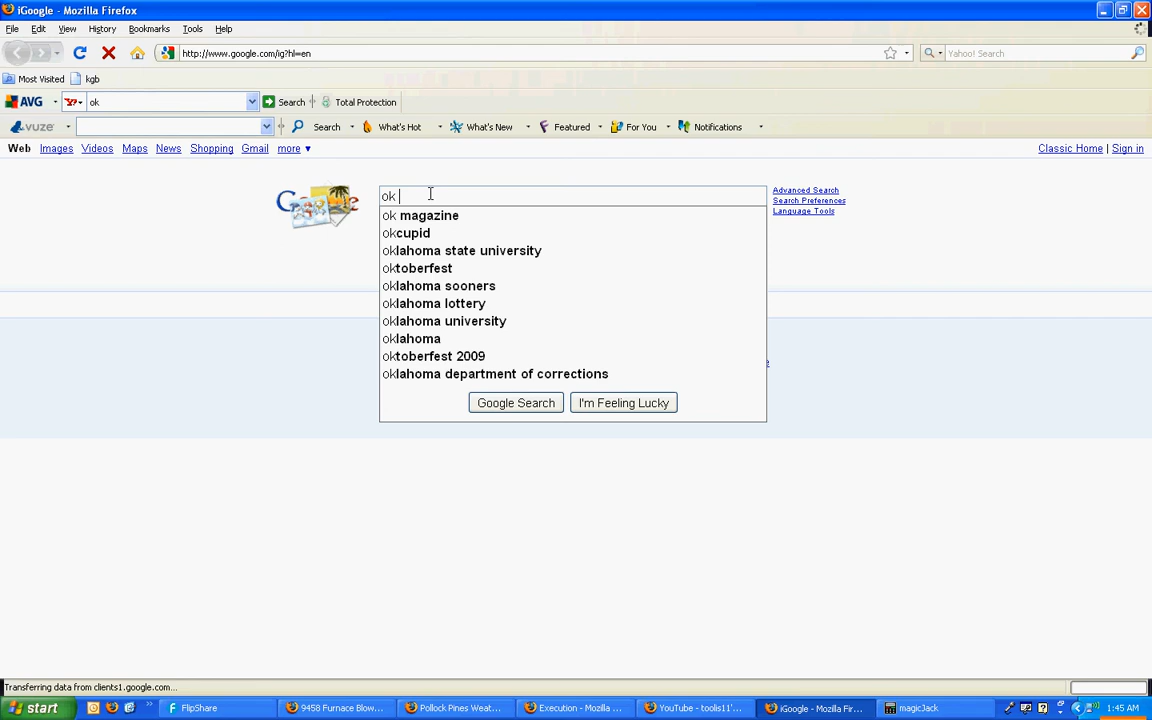 iGoogle - Mozilla Firefox
File Edit View History Bookmarks Tools Help
http://www.google.com/ig?hl=en Yahoo! Search
Most Visited kgb
AVG Y! ok Search Total Protection
vuze Search What's Hot What's New Featured For You Notifications
Web Images Videos Maps News Shopping Gmail more ▼ Classic Home | Sign in
ok
Advanced Search
Search Preferences
Language Tools
ok magazine
okcupid
oklahoma state university
oktoberfest
oklahoma sooners
oklahoma lottery
oklahoma university
oklahoma
oktoberfest 2009
oklahoma department of corrections
Google Search I'm Feeling Lucky
Transferring data from clients1.google.com...
start FlipShare 9458 Furnace Blow... Pollock Pines Weat... Execution - Mozilla ... YouTube - toolis11'... iGoogle - Mozilla Fir... magicJack 1:45 AM